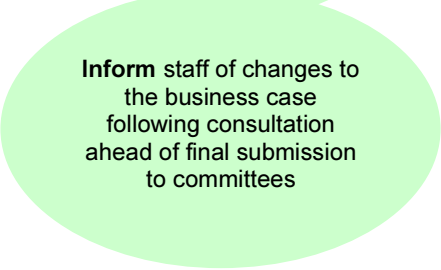 Inform staff of changes to
the business case
following consultation
ahead of final submission
to committees